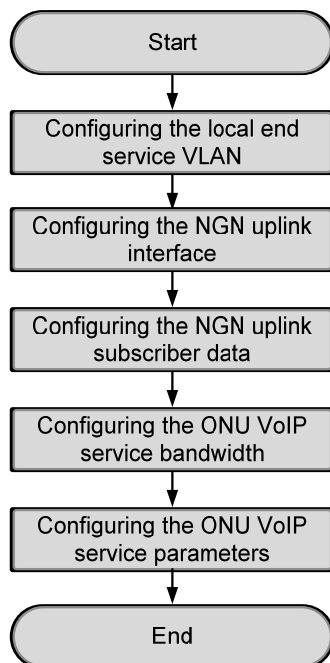 Start
Configuring the local end
service VLAN
Configuring the NGN uplink
interface
Configuring the NGN uplink
subscriber data
Configuring the ONU VoIP
service bandwidth
Configuring the ONU VoIP
service parameters
End